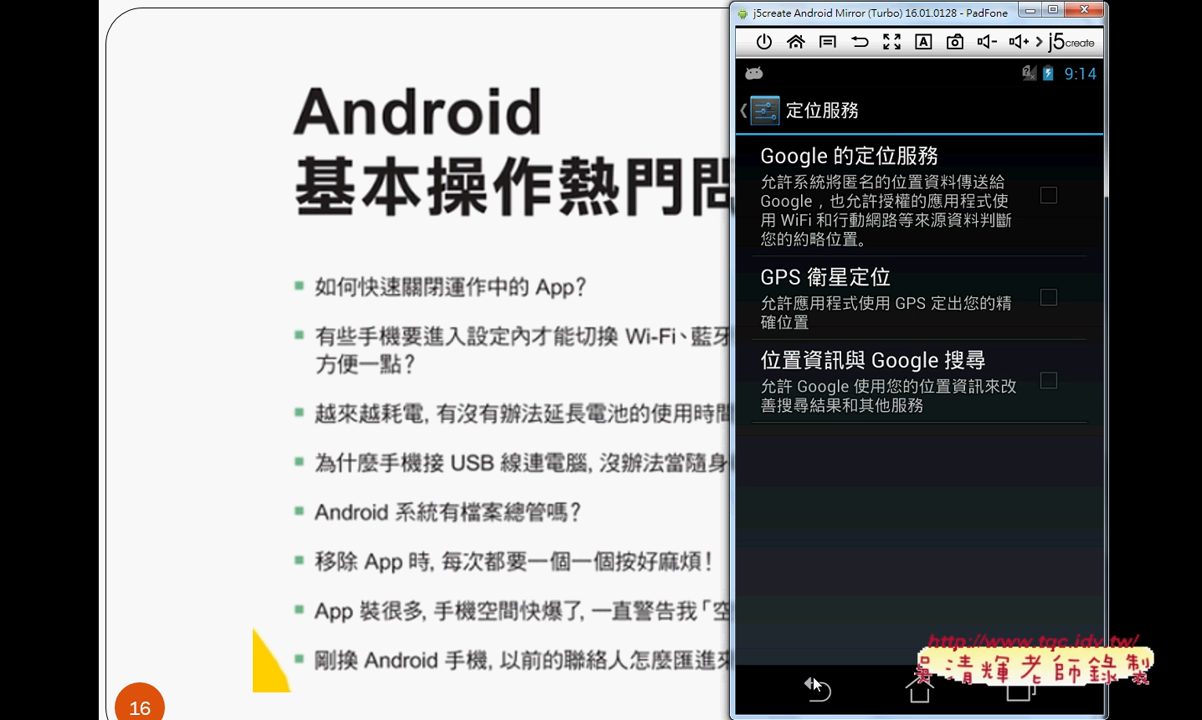 Android
基本操作熱門問
如何快速關閉運作中的 App？
有些手機要進入設定內才能切換 Wi-Fi、藍牙
方便一點？
越來越耗電, 有沒有辦法延長電池的使用時間
為什麼手機接 USB 線連電腦, 沒辦法當隨身
Android 系統有檔案總管嗎？
移除 App 時, 每次都要一個一個按好麻煩！
App 裝很多, 手機空間快爆了, 一直警告我「空
剛換 Android 手機, 以前的聯絡人怎麼匯進來
16
j5create Android Mirror (Turbo) 16.01.0128 - PadFone
j5create
9:14
定位服務
Google 的定位服務
允許系統將匿名的位置資料傳送給
Google，也允許授權的應用程式使
用 WiFi 和行動網路等來源資料判斷
您的約略位置。
GPS 衛星定位
允許應用程式使用 GPS 定出您的精
確位置
位置資訊與 Google 搜尋
允許 Google 使用您的位置資訊來改
善搜尋結果和其他服務
http://www.tqc.idv.tw/
吳清輝老師錄製